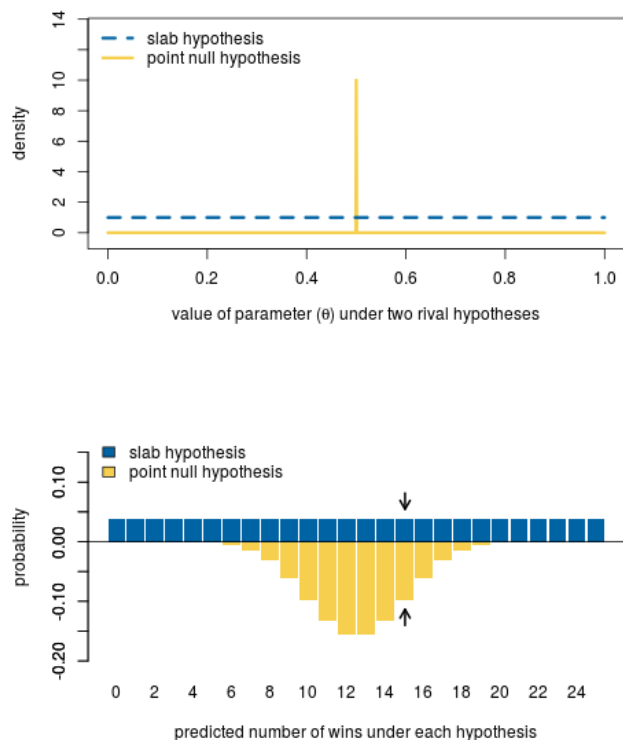 14
slab hypothesis
point null hypothesis
10
8
6
4
2
0
density
0.0 0.2 0.4 0.6 0.8 1.0
value of parameter (θ) under two rival hypotheses
slab hypothesis
point null hypothesis
0.10
0.00
-0.10
-0.20
probability
0 2 4 6 8 10 12 14 16 18 20 22 24
predicted number of wins under each hypothesis